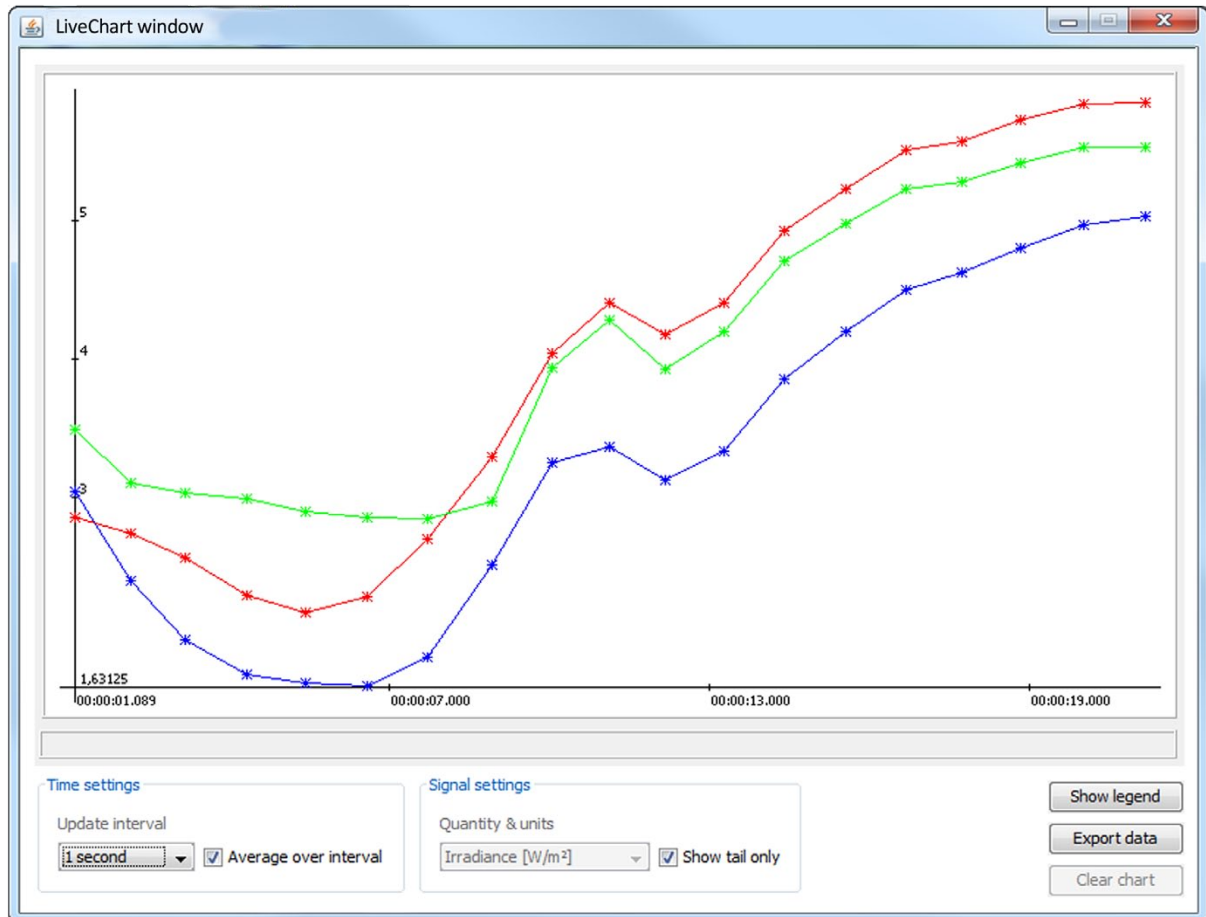 LiveChart window
5
4
3
1,63125
00:00:01.089 00:00:07.000 00:00:13.000 00:00:19.000
Time settings
Update interval
1 second Average over interval
Signal settings
Quantity & units
Irradiance [W/m²] Show tail only
Show legend
Export data
Clear chart